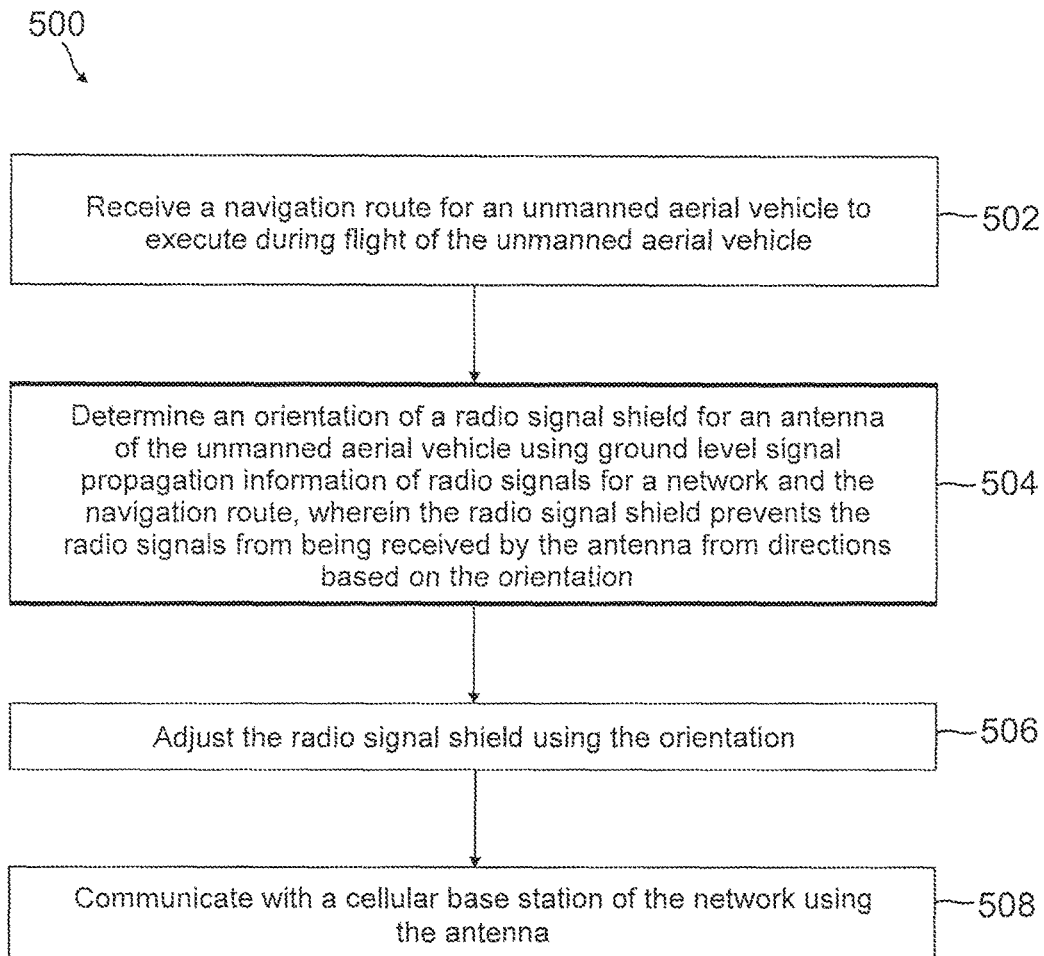 500
Receive a navigation route for an unmanned aerial vehicle to
execute during flight of the unmanned aerial vehicle
502
Determine an orientation of a radio signal shield for an antenna
of the unmanned aerial vehicle using ground level signal
propagation information of radio signals for a network and the
navigation route, wherein the radio signal shield prevents the
radio signals from being received by the antenna from directions
based on the orientation
504
Adjust the radio signal shield using the orientation
506
Communicate with a cellular base station of the network using
the antenna
508